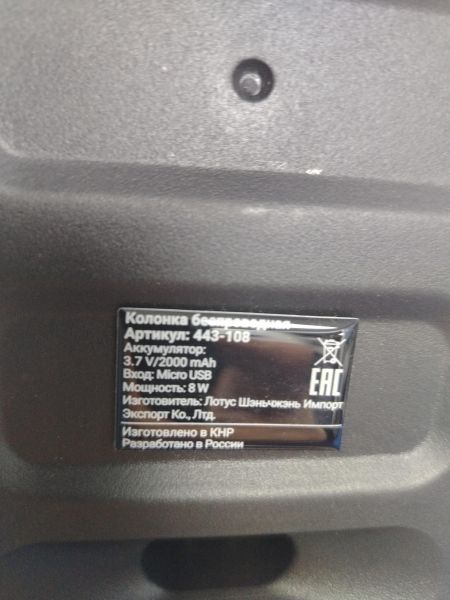 Колонка беспроводная
Артикул: 443-108
Аккумулятор:
3.7 V/2000 mAh
Вход: Micro USB
Мощность: 8 W
Изготовитель: Лотус Шэньчжэнь Импорт
Экспорт Ко., Лтд.
Изготовлено в КНР
Разработано в России
EAC